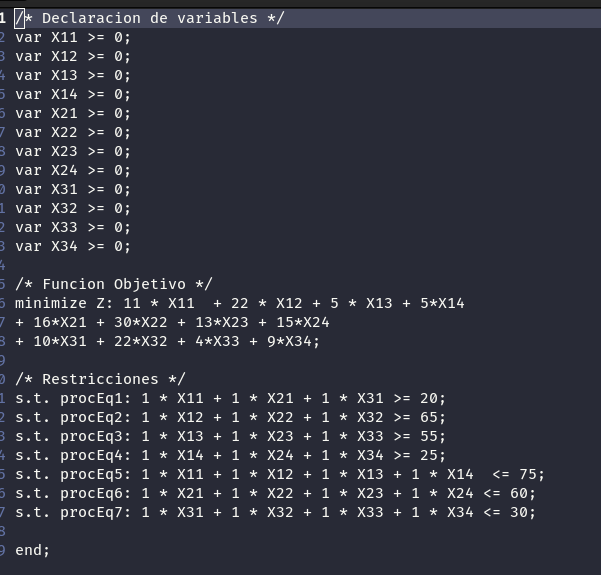 1 /* Declaracion de variables */
2 var X11 >= 0;
3 var X12 >= 0;
4 var X13 >= 0;
5 var X14 >= 0;
6 var X21 >= 0;
7 var X22 >= 0;
8 var X23 >= 0;
9 var X24 >= 0;
0 var X31 >= 0;
1 var X32 >= 0;
2 var X33 >= 0;
3 var X34 >= 0;
4
5 /* Funcion Objetivo */
6 minimize Z: 11 * X11  + 22 * X12 + 5 * X13 + 5*X14
7 + 16*X21 + 30*X22 + 13*X23 + 15*X24
8 + 10*X31 + 22*X32 + 4*X33 + 9*X34;
9
0 /* Restricciones */
1 s.t. procEq1: 1 * X11 + 1 * X21 + 1 * X31 >= 20;
2 s.t. procEq2: 1 * X12 + 1 * X22 + 1 * X32 >= 65;
3 s.t. procEq3: 1 * X13 + 1 * X23 + 1 * X33 >= 55;
4 s.t. procEq4: 1 * X14 + 1 * X24 + 1 * X34 >= 25;
5 s.t. procEq5: 1 * X11 + 1 * X12 + 1 * X13 + 1 * X14  <= 75;
6 s.t. procEq6: 1 * X21 + 1 * X22 + 1 * X23 + 1 * X24 <= 60;
7 s.t. procEq7: 1 * X31 + 1 * X32 + 1 * X33 + 1 * X34 <= 30;
8
9 end;